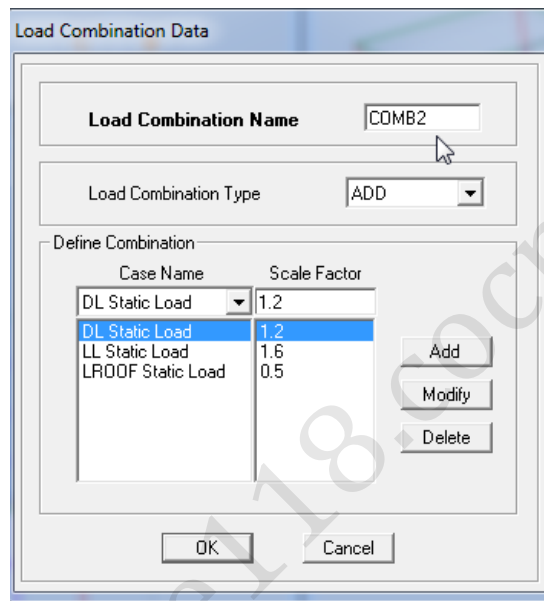 Load Combination Data
Load Combination Name COMB2
Load Combination Type ADD
Define Combination
Case Name Scale Factor
DL Static Load 1.2
DL Static Load 1.2
LL Static Load 1.6
LROOF Static Load 0.5
Add
Modify
Delete
OK Cancel